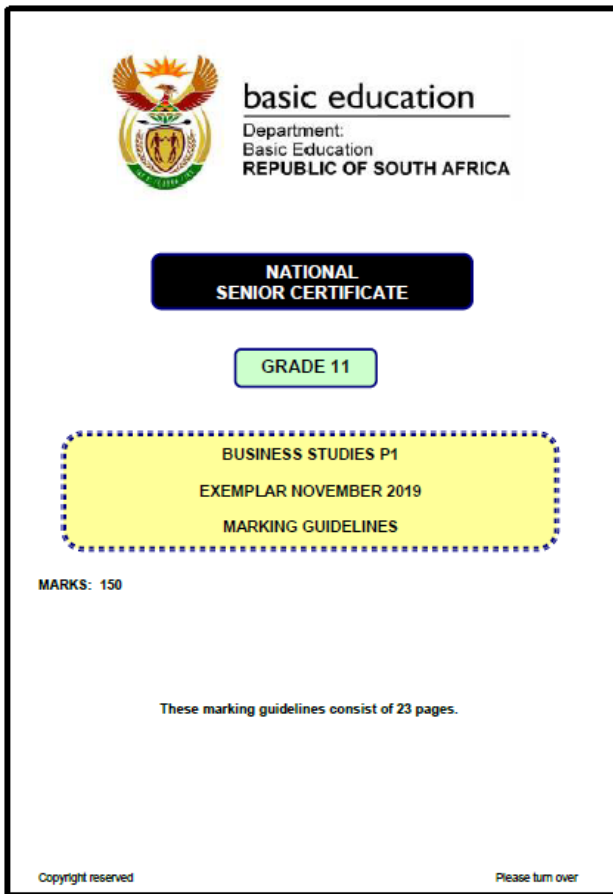 basic education
Department:
Basic Education
REPUBLIC OF SOUTH AFRICA
NATIONAL
SENIOR CERTIFICATE
GRADE 11
BUSINESS STUDIES P1
EXEMPLAR NOVEMBER 2019
MARKING GUIDELINES
MARKS: 150
These marking guidelines consist of 23 pages.
Copyright reserved
Please turn over